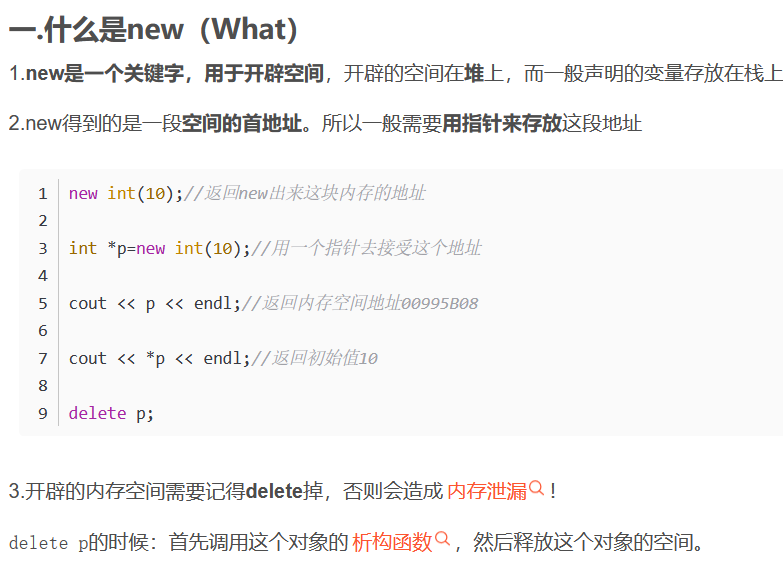 一.什么是new（What）
1.new是一个关键字，用于开辟空间，开辟的空间在堆上，而一般声明的变量存放在栈上
2.new得到的是一段空间的首地址。所以一般需要用指针来存放这段地址
1 new int(10);//返回new出来这块内存的地址
2
3 int *p=new int(10);//用一个指针去接受这个地址
4
5 cout << p << endl;//返回内存空间地址00995B08
6
7 cout << *p << endl;//返回初始值10
8
9 delete p;
3.开辟的内存空间需要记得delete掉，否则会造成 内存泄漏！
delete p的时候：首先调用这个对象的 析构函数，然后释放这个对象的空间。